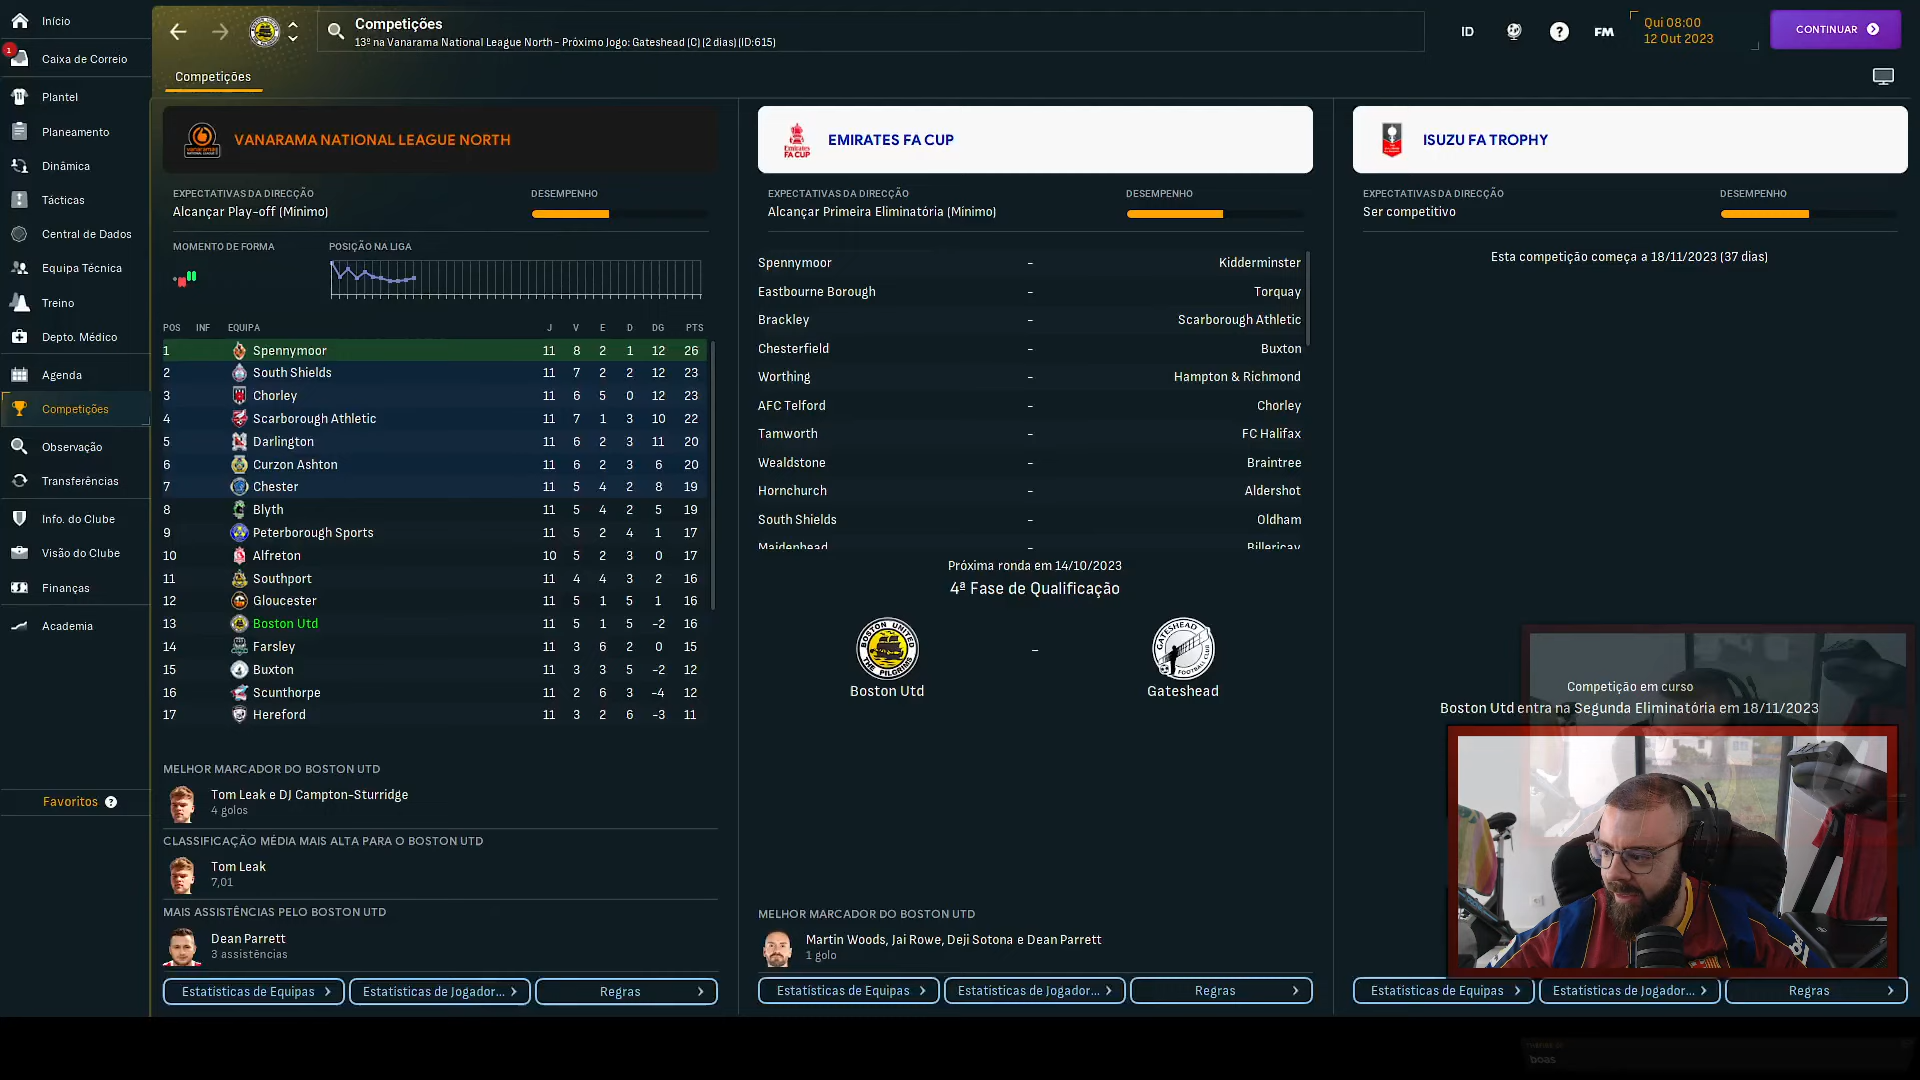 Início
Competições
13º na Vanarama National League North - Próximo Jogo: Gateshead (C) (2 dias) (ID:615)
ID
FM
Qui 08:00
12 Out 2023
CONTINUAR
1
Caixa de Correio
Competições
Plantel
Planeamento
Dinâmica
Tácticas
Central de Dados
Equipa Técnica
Treino
Depto. Médico
Agenda
Competições
Observação
Transferências
Info. do Clube
Visão do Clube
Finanças
Academia
Favoritos ?
VANARAMA NATIONAL LEAGUE NORTH
EXPECTATIVAS DA DIRECÇÃO
DESEMPENHO
Alcançar Play-off (Mínimo)
MOMENTO DE FORMA
POSIÇÃO NA LIGA
POS INF EQUIPA J V E D DG PTS
1 Spennymoor 11 8 2 1 12 26
2 South Shields 11 7 2 2 12 23
3 Chorley 11 6 5 0 12 23
4 Scarborough Athletic 11 7 1 3 10 22
5 Darlington 11 6 2 3 11 20
6 Curzon Ashton 11 6 2 3 6 20
7 Chester 11 5 4 2 8 19
8 Blyth 11 5 4 2 5 19
9 Peterborough Sports 11 5 2 4 1 17
10 Alfreton 10 5 2 3 0 17
11 Southport 11 4 4 3 2 16
12 Gloucester 11 5 1 5 1 16
13 Boston Utd 11 5 1 5 -2 16
14 Farsley 11 3 6 2 0 15
15 Buxton 11 3 3 5 -2 12
16 Scunthorpe 11 2 6 3 -4 12
17 Hereford 11 3 2 6 -3 11
MELHOR MARCADOR DO BOSTON UTD
Tom Leak e DJ Campton-Sturridge
4 golos
CLASSIFICAÇÃO MÉDIA MAIS ALTA PARA O BOSTON UTD
Tom Leak
7,01
MAIS ASSISTÊNCIAS PELO BOSTON UTD
Dean Parrett
3 assistências
Estatísticas de Equipas
Estatísticas de Jogador...
Regras
EMIRATES FA CUP
EXPECTATIVAS DA DIRECÇÃO
DESEMPENHO
Alcançar Primeira Eliminatória (Mínimo)
Spennymoor - Kidderminster
Eastbourne Borough - Torquay
Brackley - Scarborough Athletic
Chesterfield - Buxton
Worthing - Hampton & Richmond
AFC Telford - Chorley
Tamworth - FC Halifax
Wealdstone - Braintree
Hornchurch - Aldershot
South Shields - Oldham
Maidenhead - Billericay
Próxima ronda em 14/10/2023
4ª Fase de Qualificação
BOSTON UNITED
THE PILGRIMS
GATESHEAD
FOOTBALL CLUB
-
Boston Utd
Gateshead
MELHOR MARCADOR DO BOSTON UTD
Martin Woods, Jai Rowe, Deji Sotona e Dean Parrett
1 golo
Estatísticas de Equipas
Estatísticas de Jogador...
Regras
ISUZU FA TROPHY
EXPECTATIVAS DA DIRECÇÃO
DESEMPENHO
Ser competitivo
Esta competição começa a 18/11/2023 (37 dias)
Competição em curso
Boston Utd entra na Segunda Eliminatória em 18/11/2023
Estatísticas de Equipas
Estatísticas de Jogador...
Regras
boas